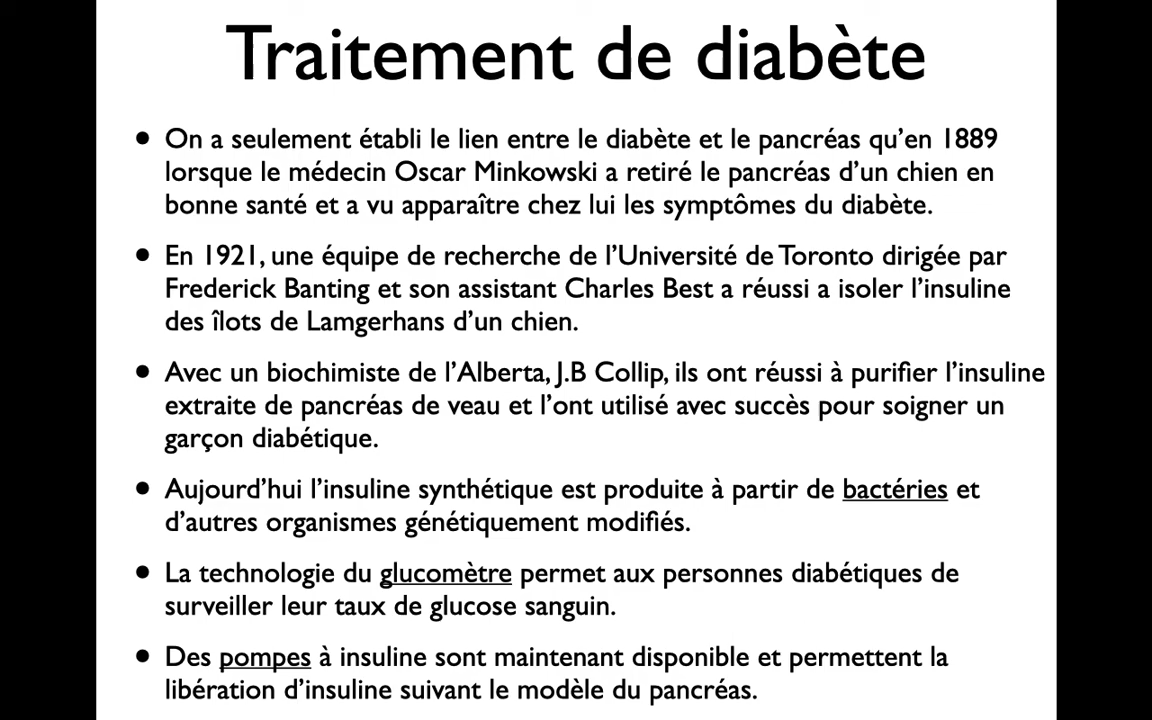 Traitement de diabète
• On a seulement établi le lien entre le diabète et le pancréas qu'en 1889
lorsque le médecin Oscar Minkowski a retiré le pancréas d'un chien en
bonne santé et a vu apparaître chez lui les symptômes du diabète.
• En 1921, une équipe de recherche de l'Université de Toronto dirigée par
Frederick Banting et son assistant Charles Best a réussi a isoler l'insuline
des îlots de Lamgerhans d'un chien.
• Avec un biochimiste de l'Alberta, J.B Collip, ils ont réussi à purifier l'insuline
extraite de pancréas de veau et l'ont utilisé avec succès pour soigner un
garçon diabétique.
• Aujourd'hui l'insuline synthétique est produite à partir de bactéries et
d'autres organismes génétiquement modifiés.
• La technologie du glucomètre permet aux personnes diabétiques de
surveiller leur taux de glucose sanguin.
• Des pompes à insuline sont maintenant disponible et permettent la
libération d'insuline suivant le modèle du pancréas.